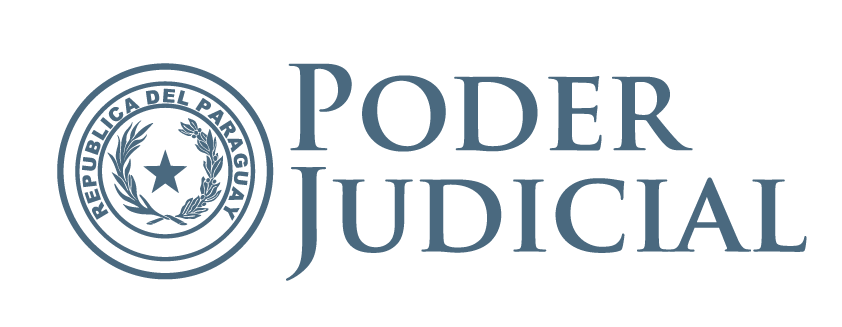 REPUBLICA DEL PARAGUAY
PODER
JUDICIAL